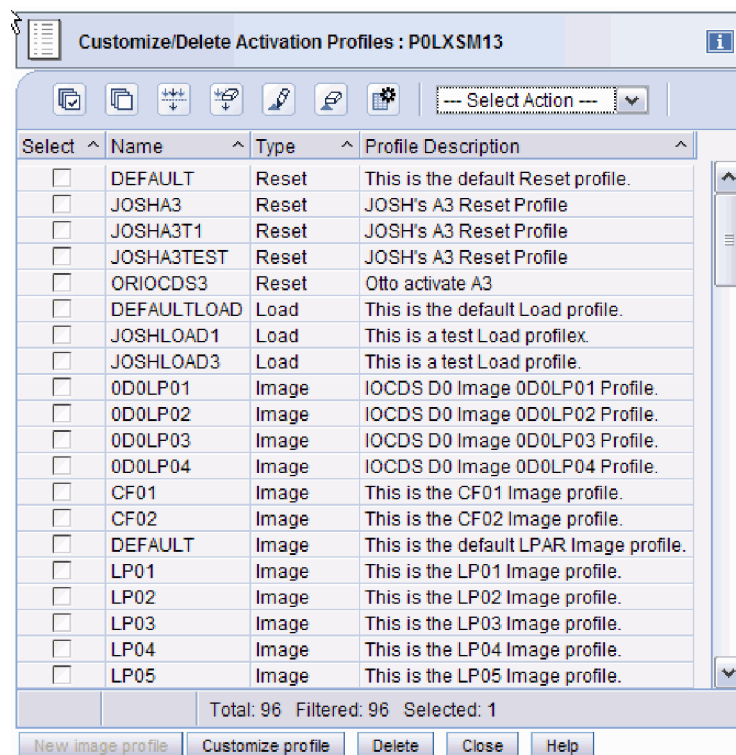 Customize/Delete Activation Profiles : P0LXSM13
i
--- Select Action ---
Select ^ Name ^ Type ^ Profile Description ^
DEFAULT Reset This is the default Reset profile.
JOSHA3 Reset JOSH's A3 Reset Profile
JOSHA3T1 Reset JOSH's A3 Reset Profile
JOSHA3TEST Reset JOSH's A3 Reset Profile
ORIOCDS3 Reset Otto activate A3
DEFAULTLOAD Load This is the default Load profile.
JOSHLOAD1 Load This is a test Load profilex.
JOSHLOAD3 Load This is a test Load profile.
0D0LP01 Image IOCDS D0 Image 0D0LP01 Profile.
0D0LP02 Image IOCDS D0 Image 0D0LP02 Profile.
0D0LP03 Image IOCDS D0 Image 0D0LP03 Profile.
0D0LP04 Image IOCDS D0 Image 0D0LP04 Profile.
CF01 Image This is the CF01 Image profile.
CF02 Image This is the CF02 Image profile.
DEFAULT Image This is the default LPAR Image profile.
LP01 Image This is the LP01 Image profile.
LP02 Image This is the LP02 Image profile.
LP03 Image This is the LP03 Image profile.
LP04 Image This is the LP04 Image profile.
LP05 Image This is the LP05 Image profile.
Total: 96 Filtered: 96 Selected: 1
New image profile Customize profile Delete Close Help